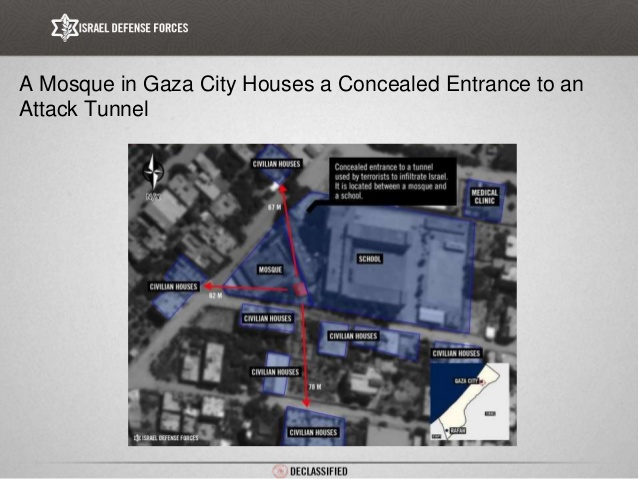 ISRAEL DEFENSE FORCES
A Mosque in Gaza City Houses a Concealed Entrance to an
Attack Tunnel
CIVILIAN HOUSES
Concealed entrance to a tunnel
used by terrorists to infiltrate Israel.
It is located between a mosque and
a school.
MEDICAL
CLINIC
67 M
SCHOOL
MOSQUE
CIVILIAN HOUSES
62 M
CIVILIAN HOUSES
CIVILIAN HOUSES
CIVILIAN HOUSES
CIVILIAN HOUSES
GAZA CITY
78 M
RAFAH
CIVILIAN HOUSES
ISRAEL DEFENSE FORCES
DECLASSIFIED